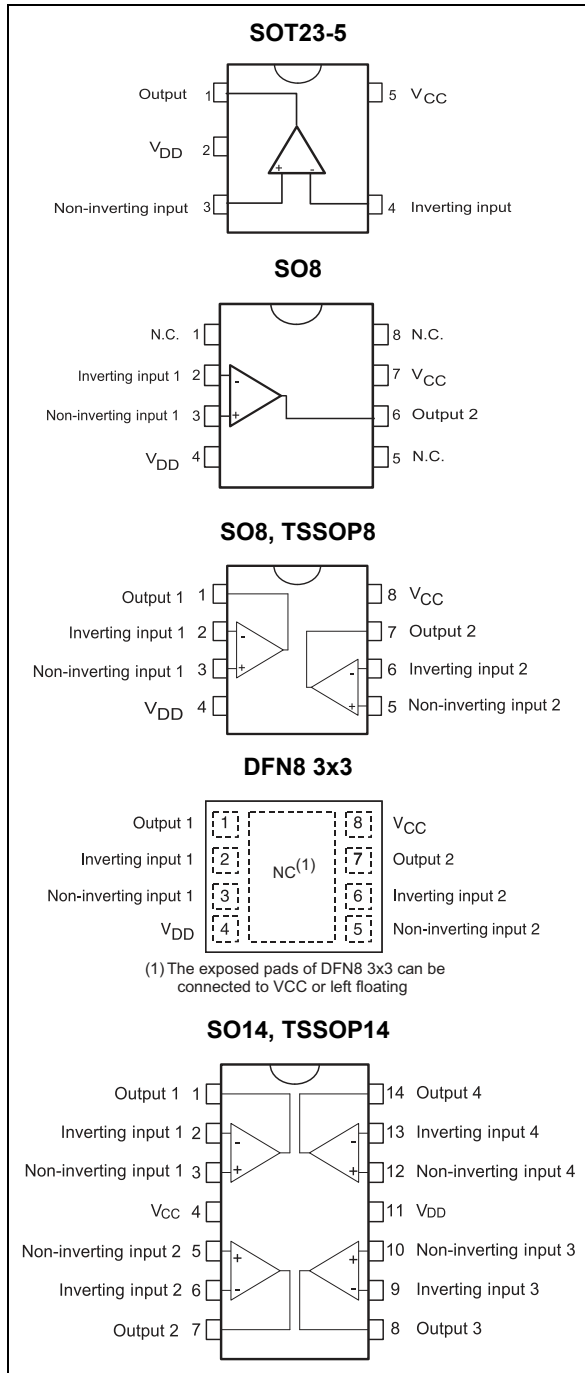 SOT23-5
Output 1 5 VCC
VDD 2
+ -
Non-inverting input 3 4 Inverting input
SO8
N.C. 1 8 N.C.
Inverting input 1 2 - 7 VCC
Non-inverting input 1 3 + 6 Output 2
VDD 4 5 N.C.
SO8, TSSOP8
Output 1 1 8 VCC
Inverting input 1 2 - 7 Output 2
Non-inverting input 1 3 + - 6 Inverting input 2
VDD 4 + 5 Non-inverting input 2
DFN8 3x3
Output 1 1 8 VCC
Inverting input 1 2 NC(1) 7 Output 2
Non-inverting input 1 3 6 Inverting input 2
VDD 4 5 Non-inverting input 2
(1) The exposed pads of DFN8 3x3 can be
connected to VCC or left floating
SO14, TSSOP14
Output 1 1 14 Output 4
Inverting input 1 2 - - 13 Inverting input 4
Non-inverting input 1 3 + + 12 Non-inverting input 4
VCC 4 11 VDD
Non-inverting input 2 5 + + 10 Non-inverting input 3
Inverting input 2 6 - - 9 Inverting input 3
Output 2 7 8 Output 3